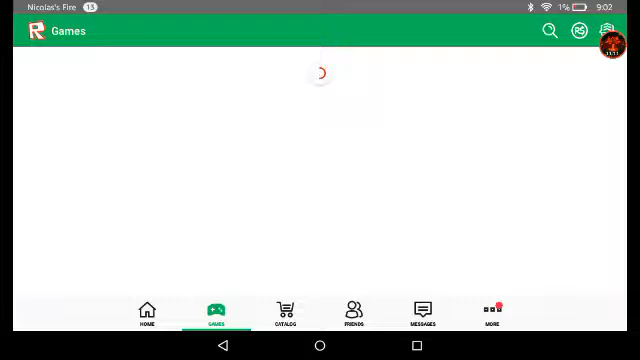 Nicolas's Fire 13 1% 9:02
R Games R$
HOME GAMES CATALOG FRIENDS MESSAGES MORE